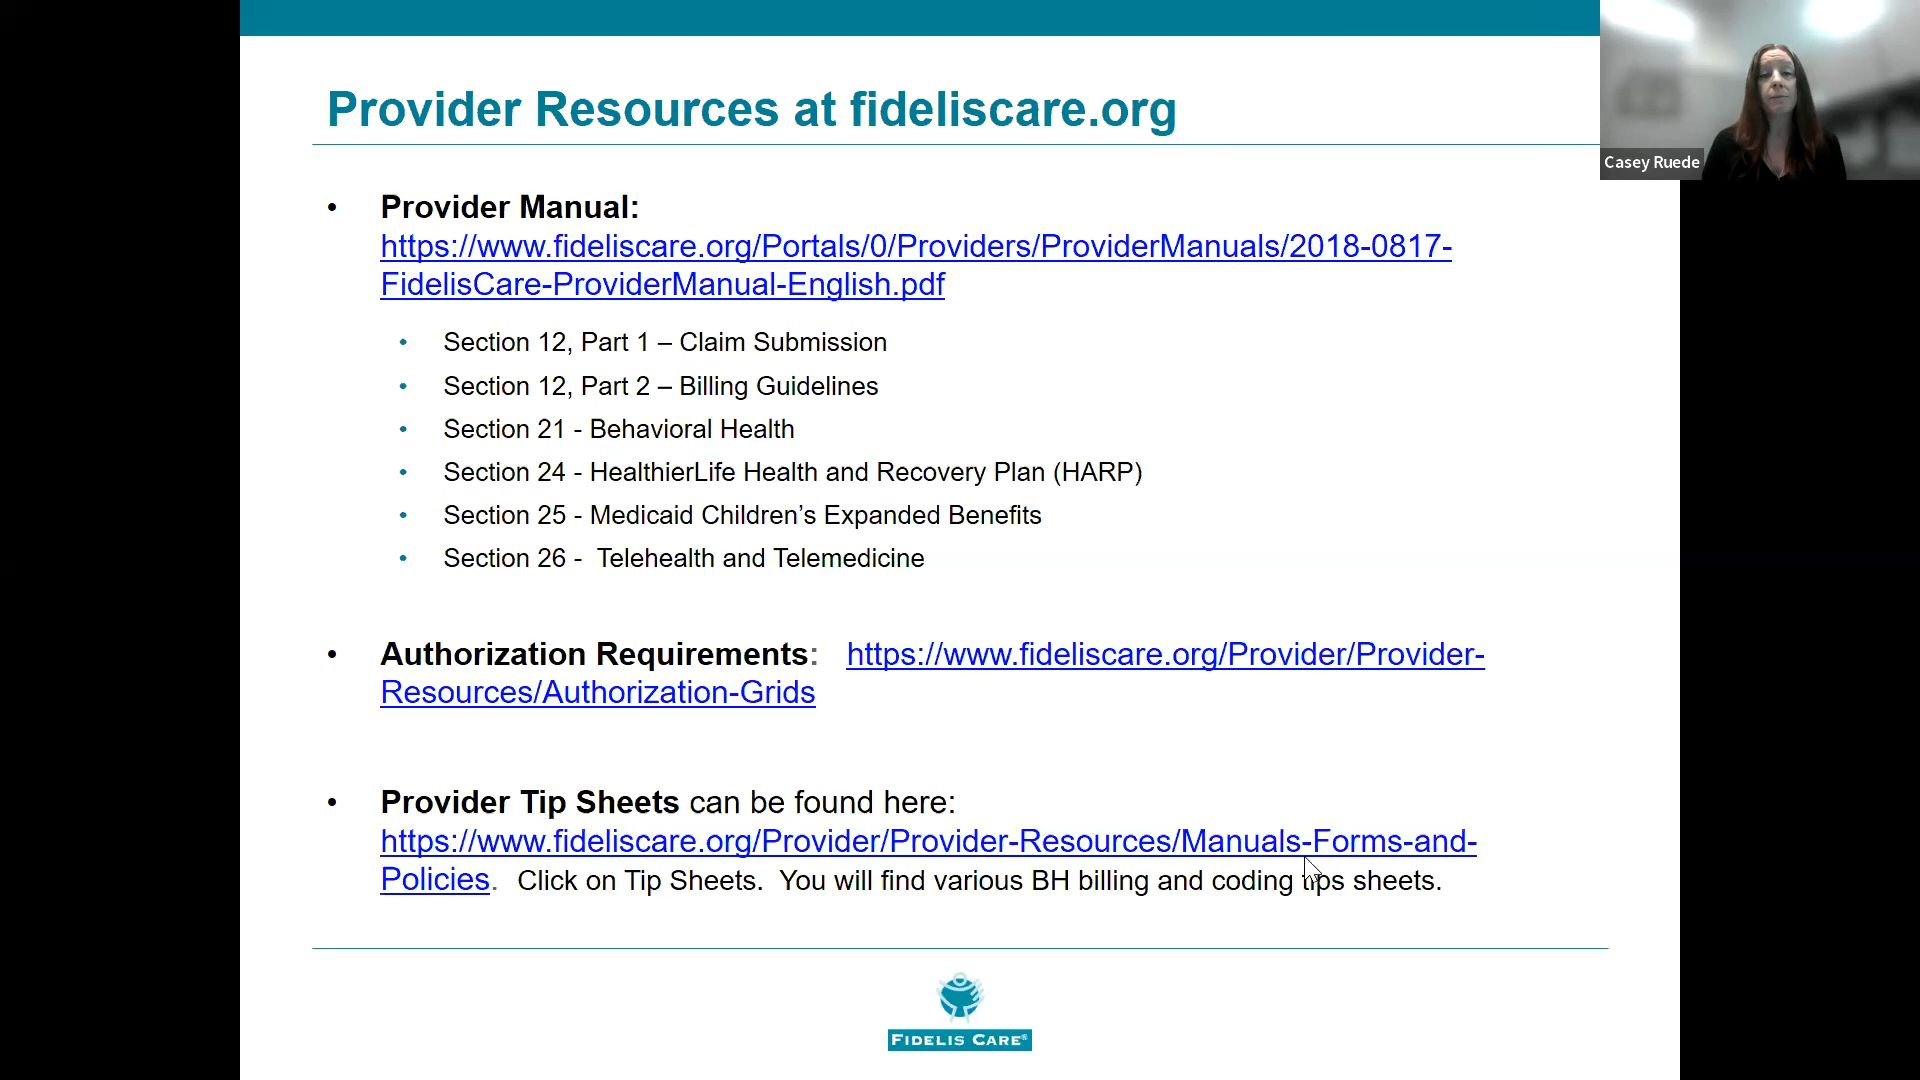 Provider Resources at fideliscare.org
Casey Ruede
• Provider Manual:
https://www.fideliscare.org/Portals/0/Providers/ProviderManuals/2018-0817-
FidelisCare-ProviderManual-English.pdf
• Section 12, Part 1 – Claim Submission
• Section 12, Part 2 – Billing Guidelines
• Section 21 - Behavioral Health
• Section 24 - HealthierLife Health and Recovery Plan (HARP)
• Section 25 - Medicaid Children’s Expanded Benefits
• Section 26 -  Telehealth and Telemedicine
• Authorization Requirements:   https://www.fideliscare.org/Provider/Provider-
Resources/Authorization-Grids
• Provider Tip Sheets can be found here:
https://www.fideliscare.org/Provider/Provider-Resources/Manuals-Forms-and-
Policies.  Click on Tip Sheets.  You will find various BH billing and coding tips sheets.
FIDELIS CARE®